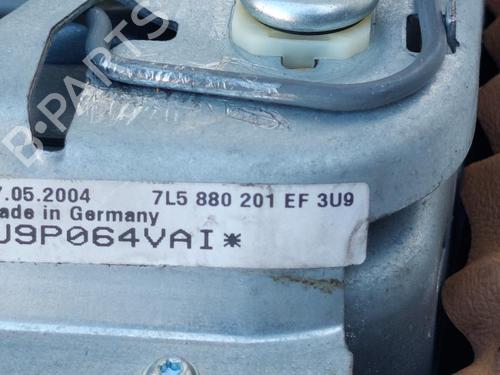 B-PARTS
7.05.2004 7L5 880 201 EF 3U9
ade in Germany
U9P064VAI*